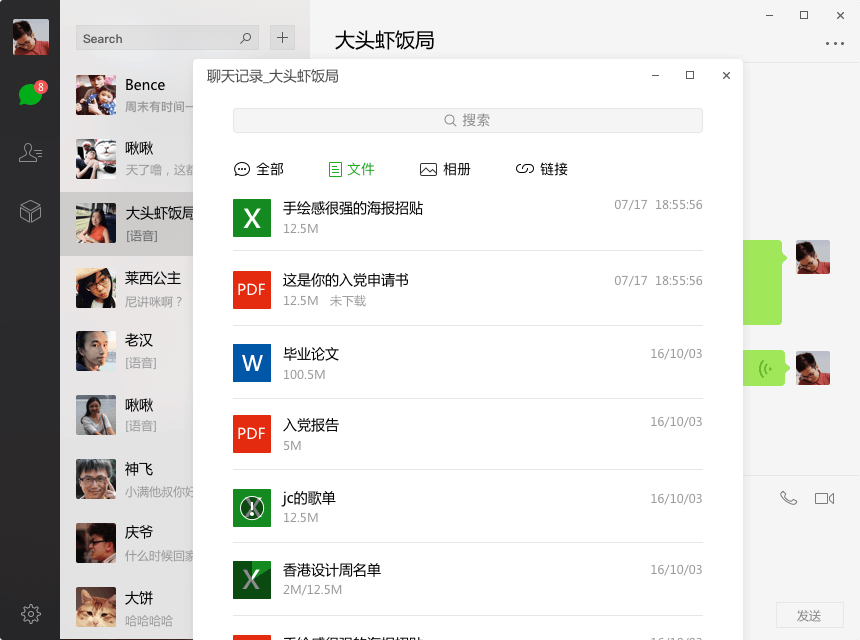 8
Search
Bence
周末有时间一
啾啾
天了噜，这都
大头虾饭局
[语音]
莱西公主
尼讲咪啊？
老汉
[语音]
啾啾
[语音]
神飞
小满他叔你好
庆爷
什么时候回家
大饼
哈哈哈哈
大头虾饭局
聊天记录_大头虾饭局
搜索
全部 文件 相册 链接
X 手绘感很强的海报招贴 07/17 18:55:56
12.5M
PDF 这是你的入党申请书 07/17 18:55:56
12.5M 未下载
W 毕业论文 16/10/03
100.5M
PDF 入党报告 16/10/03
5M
jc的歌单 16/10/03
12.5M
X 香港设计周名单 16/10/03
2M/12.5M
发送